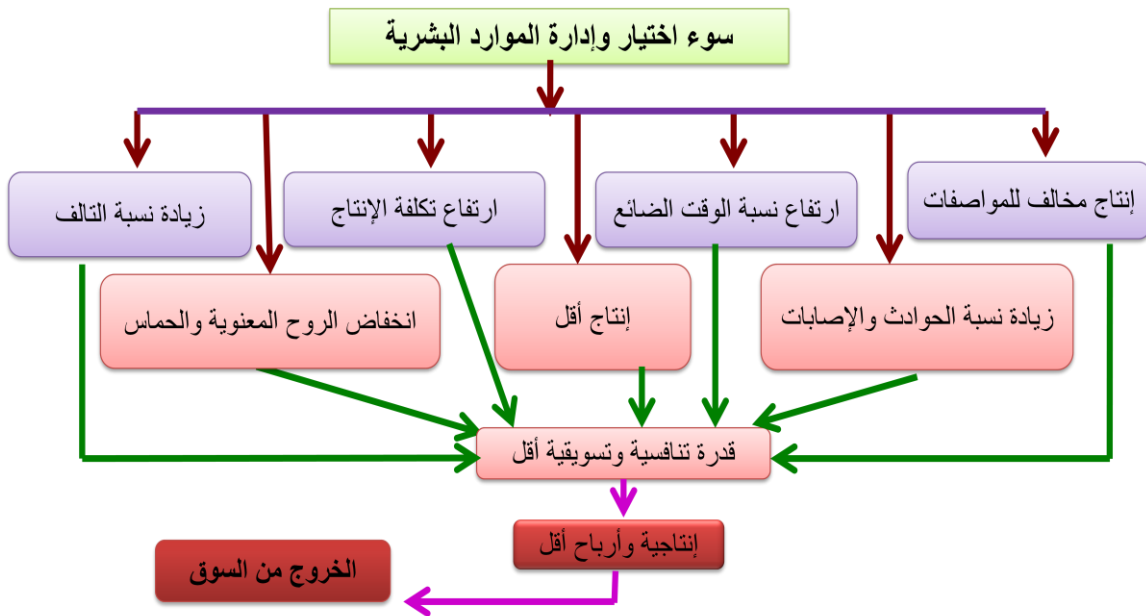 سوء اختيار وإدارة الموارد البشرية
إنتاج مخالف للمواصفات
ارتفاع نسبة الوقت الضائع
ارتفاع تكلفة الإنتاج
زيادة نسبة التالف
زيادة نسبة الحوادث والإصابات
إنتاج أقل
انخفاض الروح المعنوية والحماس
قدرة تنافسية وتسويقية أقل
إنتاجية وأرباح أقل
الخروج من السوق